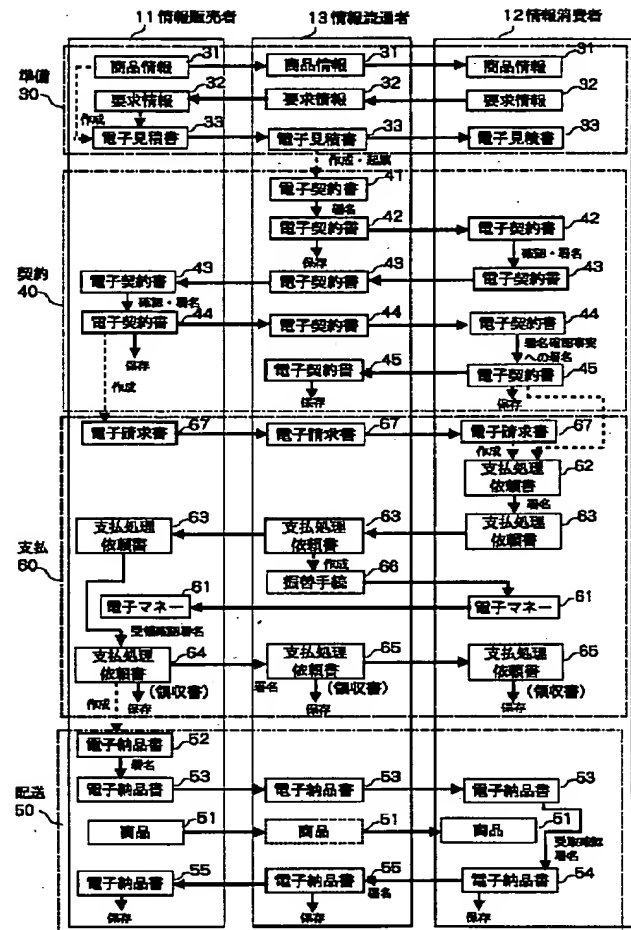 11情報販売者 13情報流通者 12情報消費者
準備
30
商品情報 31 商品情報 31 商品情報 31
要求情報 32 要求情報 32 要求情報 32
作成
電子見積書 33 電子見積書 33 電子見積書 33
作成・起票
契約
40
電子契約書 41
署名
電子契約書 42 電子契約書 42
保存 確認・署名
電子契約書 43 電子契約書 43 電子契約書 43
確認・署名
電子契約書 44 電子契約書 44 電子契約書 44
保存 署名確認事実
への署名
電子契約書 45 電子契約書 45
作成 保存 保存
支払
60
電子請求書 67 電子請求書 67 電子請求書 67
作成
支払処理
依頼書 62
署名
支払処理
依頼書 63 支払処理
依頼書 63 支払処理
依頼書 63
作成
振替手続 66
電子マネー 61 電子マネー 61
受領確認署名
支払処理
依頼書 64 支払処理
依頼書 65 支払処理
依頼書 65
署名
作成 (領収書) (領収書) (領収書)
保存 保存 保存
配送
50
電子納品書 52
署名
電子納品書 53 電子納品書 53 電子納品書 53
商品 51 商品 51 商品 51
受取確認
署名
電子納品書 55 電子納品書 55 電子納品書 54
署名
保存 保存 保存